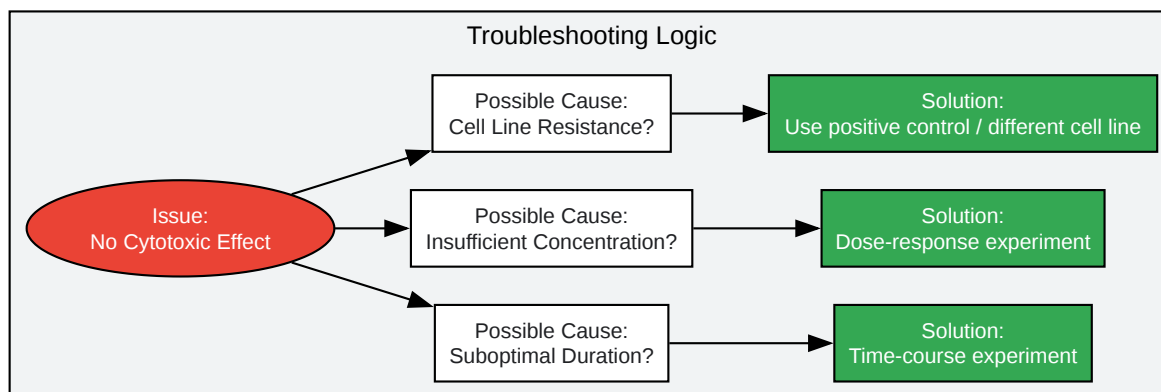 Troubleshooting Logic
Possible Cause:
Cell Line Resistance?
Solution:
Use positive control / different cell line
Issue:
No Cytotoxic Effect
Possible Cause:
Insufficient Concentration?
Solution:
Dose-response experiment
Possible Cause:
Suboptimal Duration?
Solution:
Time-course experiment